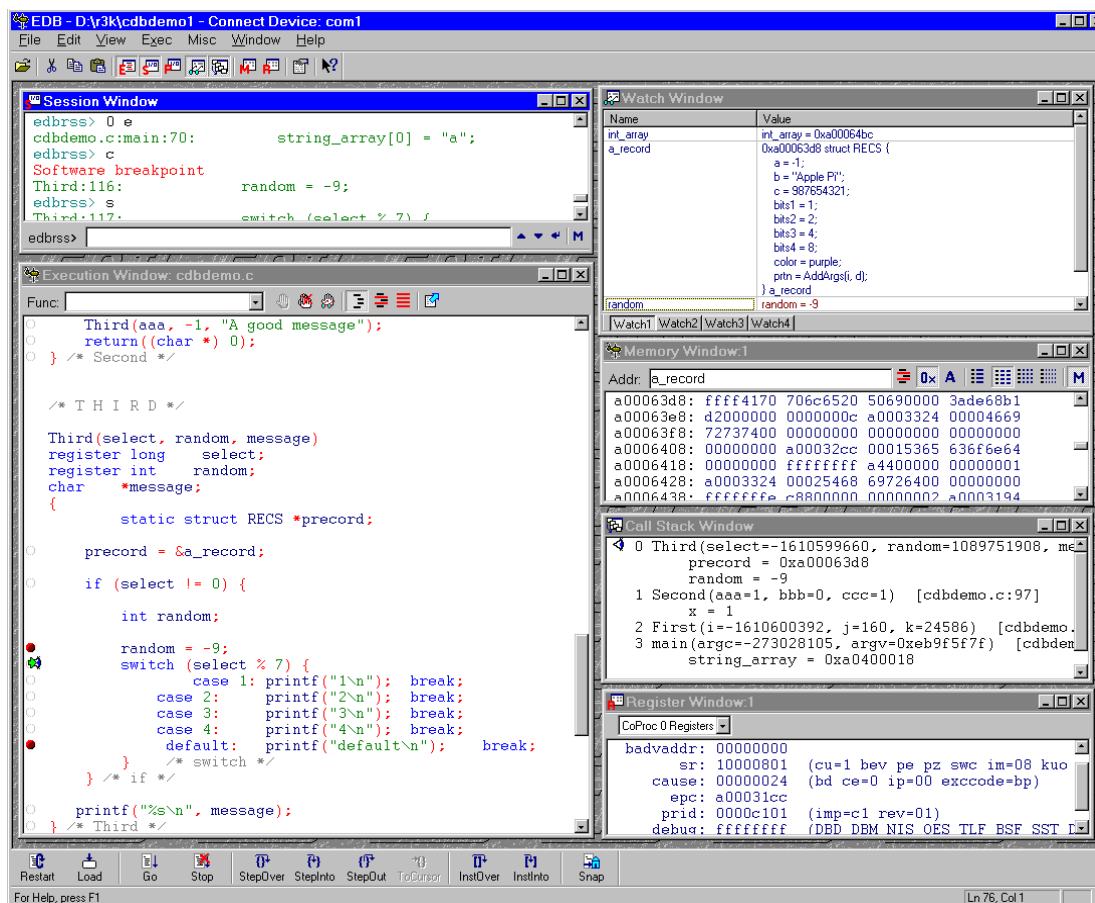 EDB - D:\r3k\cdbdemo1 - Connect Device: com1
File Edit View Exec Misc Window Help
Session Window
edbrss> 0 e
cdbdemo.c:main:70: string_array[0] = "a";
edbrss> c
Software breakpoint
Third:116: random = -9;
edbrss> s
Third:117: switch (select % 7) {
edbrss>
M
Execution Window: cdbdemo.c
Func:
Third(aaa, -1, "A good message");
return((char *) 0);
} /* Second */
/* T H I R D */
Third(select, random, message)
register long select;
register int random;
char *message;
{
static struct RECS *precord;
precord = &a_record;
if (select != 0) {
int random;
random = -9;
switch (select % 7) {
case 1: printf("1\n"); break;
case 2: printf("2\n"); break;
case 3: printf("3\n"); break;
case 4: printf("4\n"); break;
default: printf("default\n"); break;
} /* switch */
} /* if */
printf("%s\n", message);
} /* Third */
Watch Window
Name Value
int_array int_array = 0xa00064bc
a_record 0xa00063d8 struct RECS {
a = -1;
b = "Apple Pi";
c = 987654321;
bits1 = 1;
bits2 = 2;
bits3 = 4;
bits4 = 8;
color = purple;
prtn = AddArgs(i, d);
} a_record
random random = -9
Watch1 Watch2 Watch3 Watch4
Memory Window:1
Addr: a_record 0x A M
a00063d8: ffff4170 706c6520 50690000 3ade68b1
a00063e8: d2000000 0000000c a0003324 00004669
a00063f8: 72737400 00000000 00000000 00000000
a0006408: 00000000 a00032cc 00015365 636f6e64
a0006418: 00000000 ffffffff a4400000 00000001
a0006428: a0003324 00025468 69726400 00000000
a0006438: fffffffe c8800000 00000002 a0003194
Call Stack Window
0 Third(select=-1610599660, random=1089751908, me
precord = 0xa00063d8
random = -9
1 Second(aaa=1, bbb=0, ccc=1) [cdbdemo.c:97]
x = 1
2 First(i=-1610600392, j=160, k=24586) [cdbdemo.
3 main(argc=-273028105, argv=0xeb9f5f7f) [cdbdem
string_array = 0xa0400018
Register Window:1
CoProc 0 Registers
badvaddr: 00000000
sr: 10000801 (cu=1 bev pe pz swc im=08 kuo
cause: 00000024 (bd ce=0 ip=00 exccode=bp)
epc: a00031cc
prid: 0000c101 (imp=c1 rev=01)
debug: ffffffff (DBD DBM NIS OES TLF BSF SST D
Restart Load Go Stop StepOver StepInto StepOut ToCursor InstOver InstInto Snap
For Help, press F1 Ln 76, Col 1